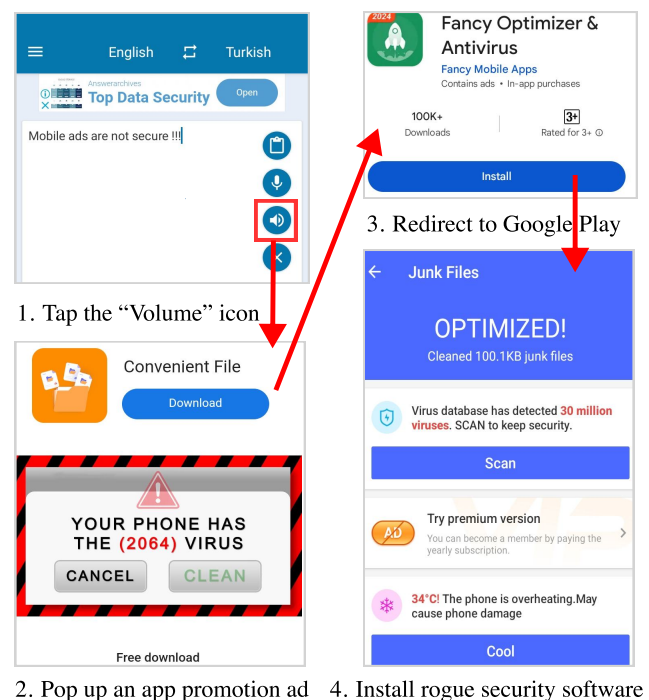 English Turkish
Answerarchives
Top Data Security
Open
Mobile ads are not secure !!!
1. Tap the “Volume” icon
Convenient File
Download
YOUR PHONE HAS
THE (2064) VIRUS
CANCEL CLEAN
Free download
2. Pop up an app promotion ad
2024
Fancy Optimizer &
Antivirus
Fancy Mobile Apps
Contains ads • In-app purchases
100K+ 3+
Downloads Rated for 3+
Install
3. Redirect to Google Play
Junk Files
OPTIMIZED!
Cleaned 100.1KB junk files
Virus database has detected 30 million
viruses. SCAN to keep security.
Scan
AD
Try premium version
You can become a member by paying the
yearly subscription.
34°C! The phone is overheating.May
cause phone damage
Cool
4. Install rogue security software